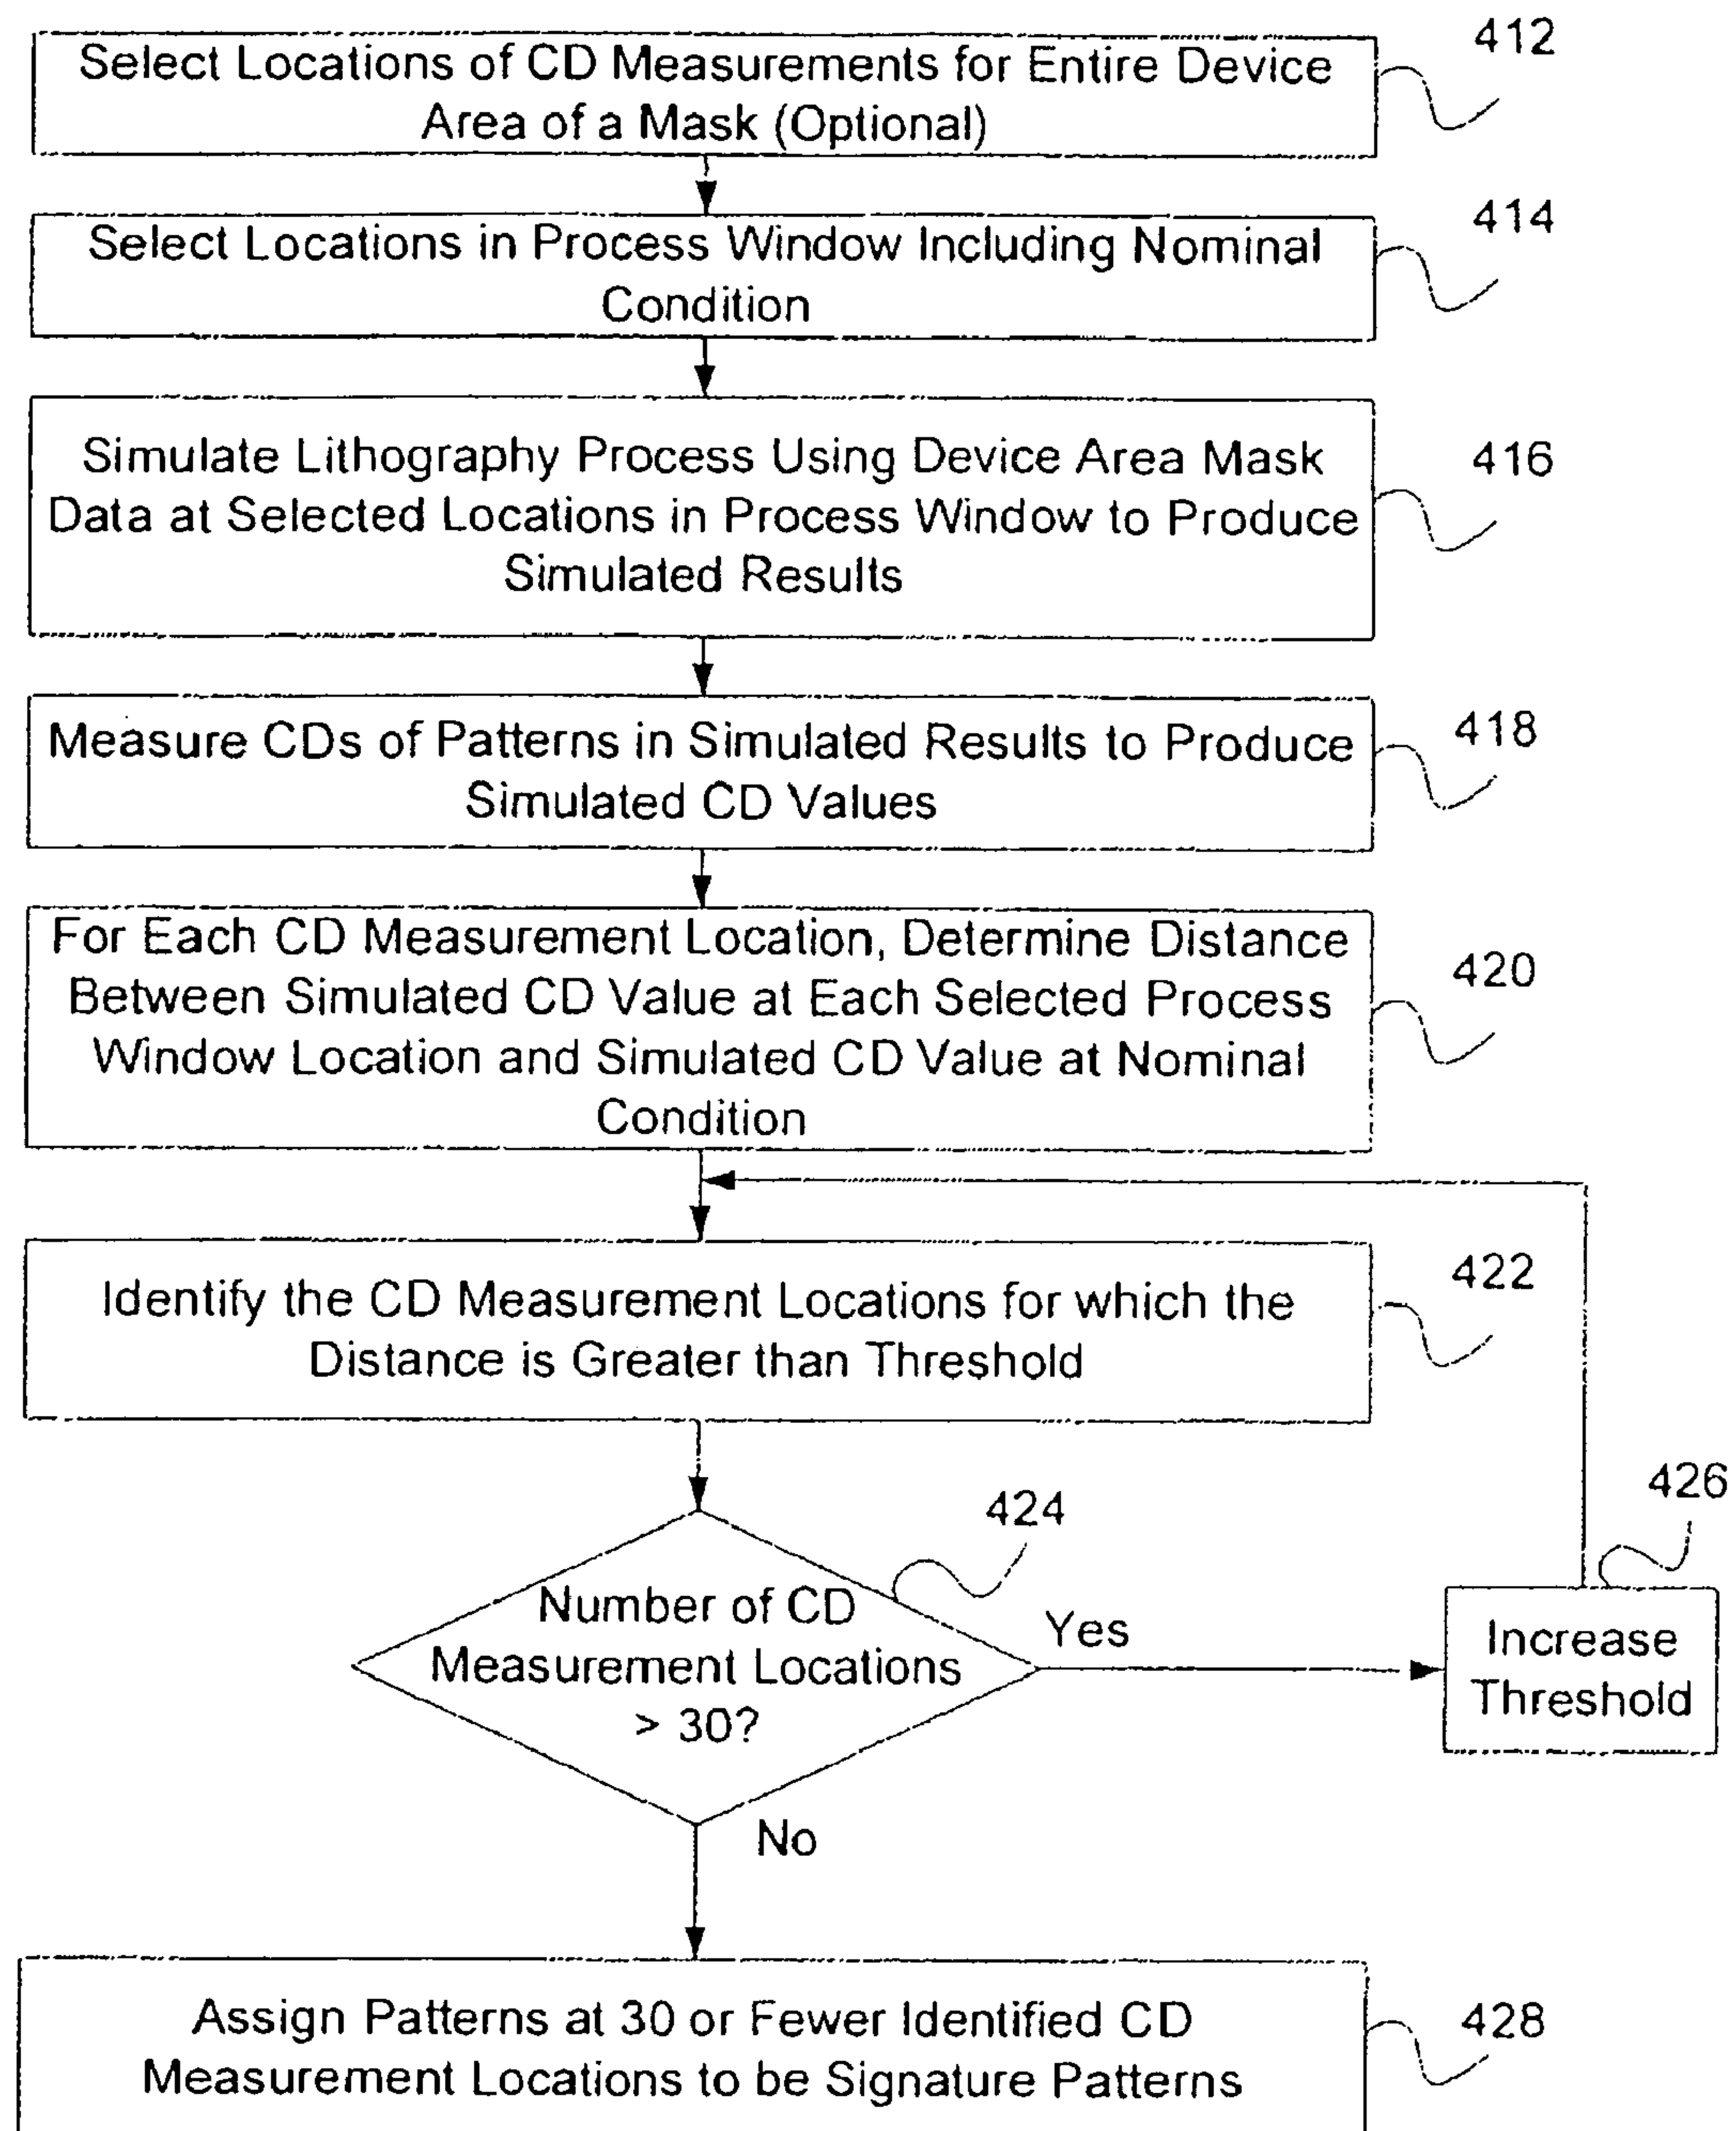 412
Select Locations of CD Measurements for Entire Device
Area of a Mask (Optional)
414
Select Locations in Process Window Including Nominal
Condition
416
Simulate Lithography Process Using Device Area Mask
Data at Selected Locations in Process Window to Produce
Simulated Results
418
Measure CDs of Patterns in Simulated Results to Produce
Simulated CD Values
420
For Each CD Measurement Location, Determine Distance
Between Simulated CD Value at Each Selected Process
Window Location and Simulated CD Value at Nominal
Condition
422
Identify the CD Measurement Locations for which the
Distance is Greater than Threshold
424
Number of CD
Measurement Locations
> 30?
Yes
426
Increase
Threshold
No
428
Assign Patterns at 30 or Fewer Identified CD
Measurement Locations to be Signature Patterns